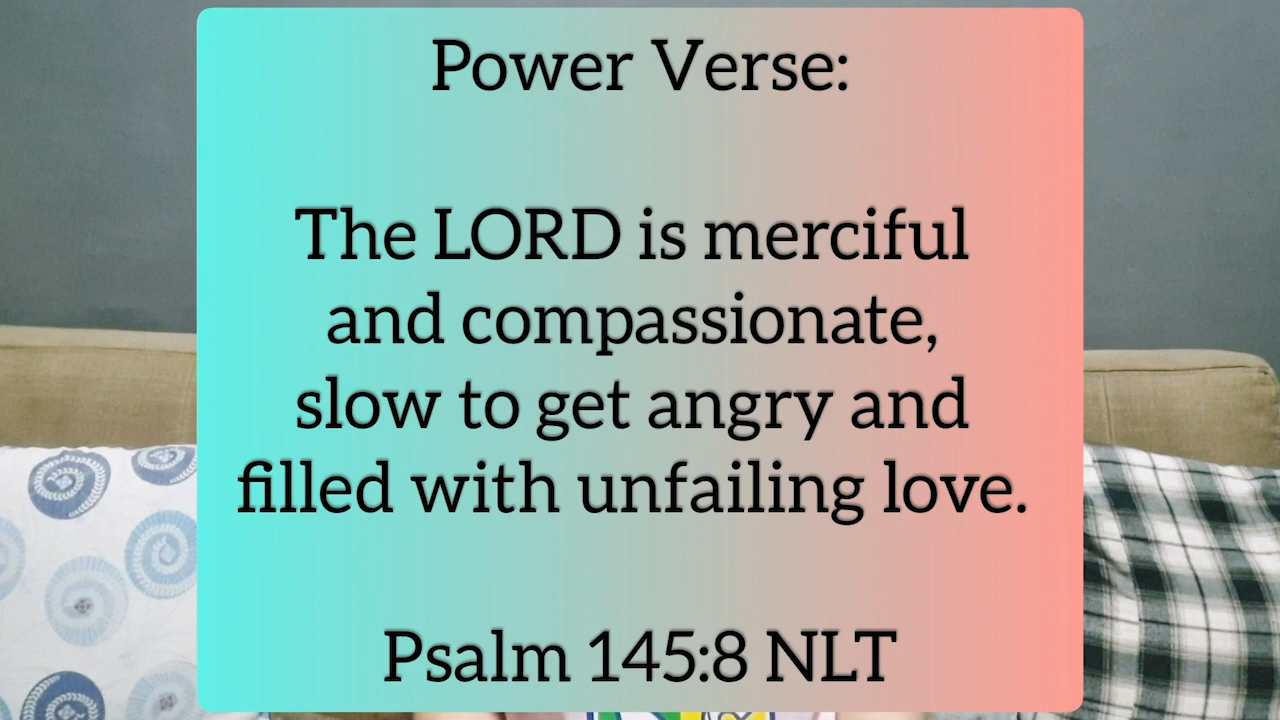 Power Verse:
The LORD is merciful
and compassionate,
slow to get angry and
filled with unfailing love.
Psalm 145:8 NLT